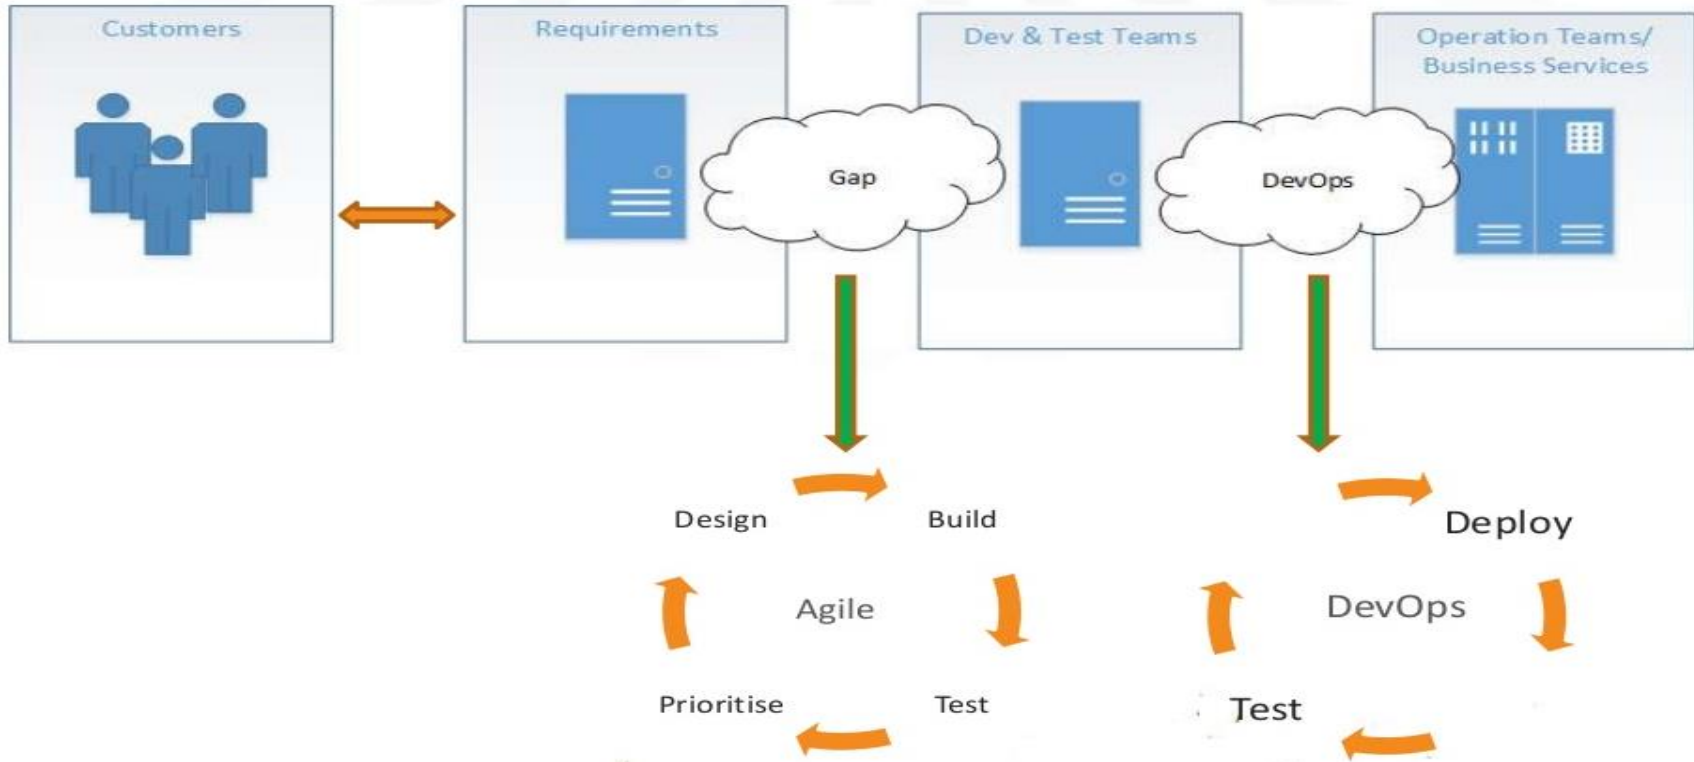 Customers
Requirements
Dev & Test Teams
Operation Teams/
Business Services
Gap
DevOps
Design
Build
Agile
Prioritise
Test
Deploy
DevOps
Test